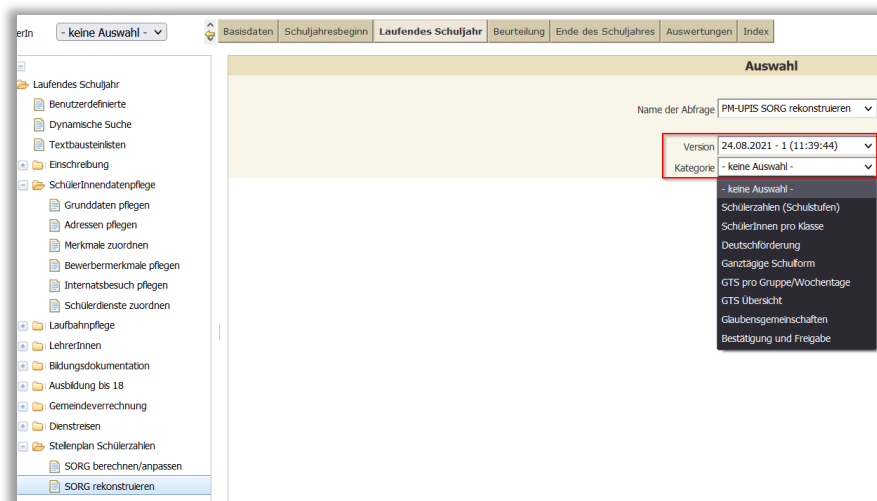 erIn - keine Auswahl -
Basisdaten Schuljahresbeginn Laufendes Schuljahr Beurteilung Ende des Schuljahres Auswertungen Index
Laufendes Schuljahr
Benutzerdefinierte
Dynamische Suche
Textbausteinlisten
Einschreibung
SchülerInnendatenpflege
Grunddaten pflegen
Adressen pflegen
Merkmale zuordnen
Bewerbermerkmale pflegen
Internatsbesuch pflegen
Schülerdienste zuordnen
Laufbahnpflege
LehrerInnen
Bildungsdokumentation
Ausbildung bis 18
Gemeindeverrechnung
Dienstreisen
Stellenplan Schülerzahlen
SORG berechnen/anpassen
SORG rekonstruieren
Auswahl
Name der Abfrage PM-UPIS SORG rekonstruieren
Version 24.08.2021 - 1 (11:39:44)
Kategorie - keine Auswahl -
- keine Auswahl -
Schülerzahlen (Schulstufen)
SchülerInnen pro Klasse
Deutschförderung
Ganztägige Schulform
GTS pro Gruppe/Wochentage
GTS Übersicht
Glaubensgemeinschaften
Bestätigung und Freigabe